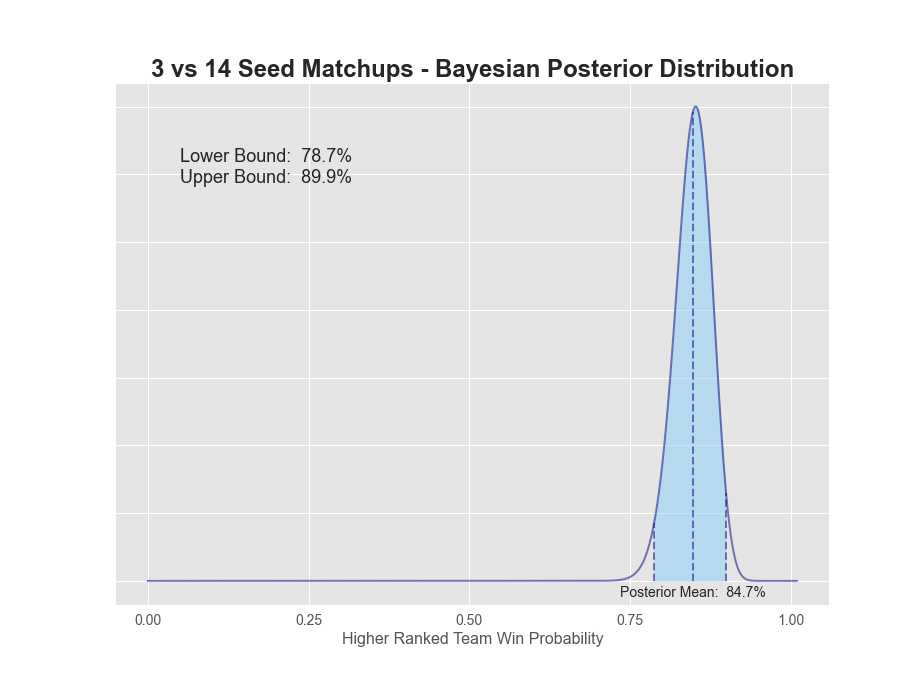 3 vs 14 Seed Matchups - Bayesian Posterior Distribution
Lower Bound: 78.7%
Upper Bound: 89.9%
Posterior Mean: 84.7%
0.00 0.25 0.50 0.75 1.00
Higher Ranked Team Win Probability